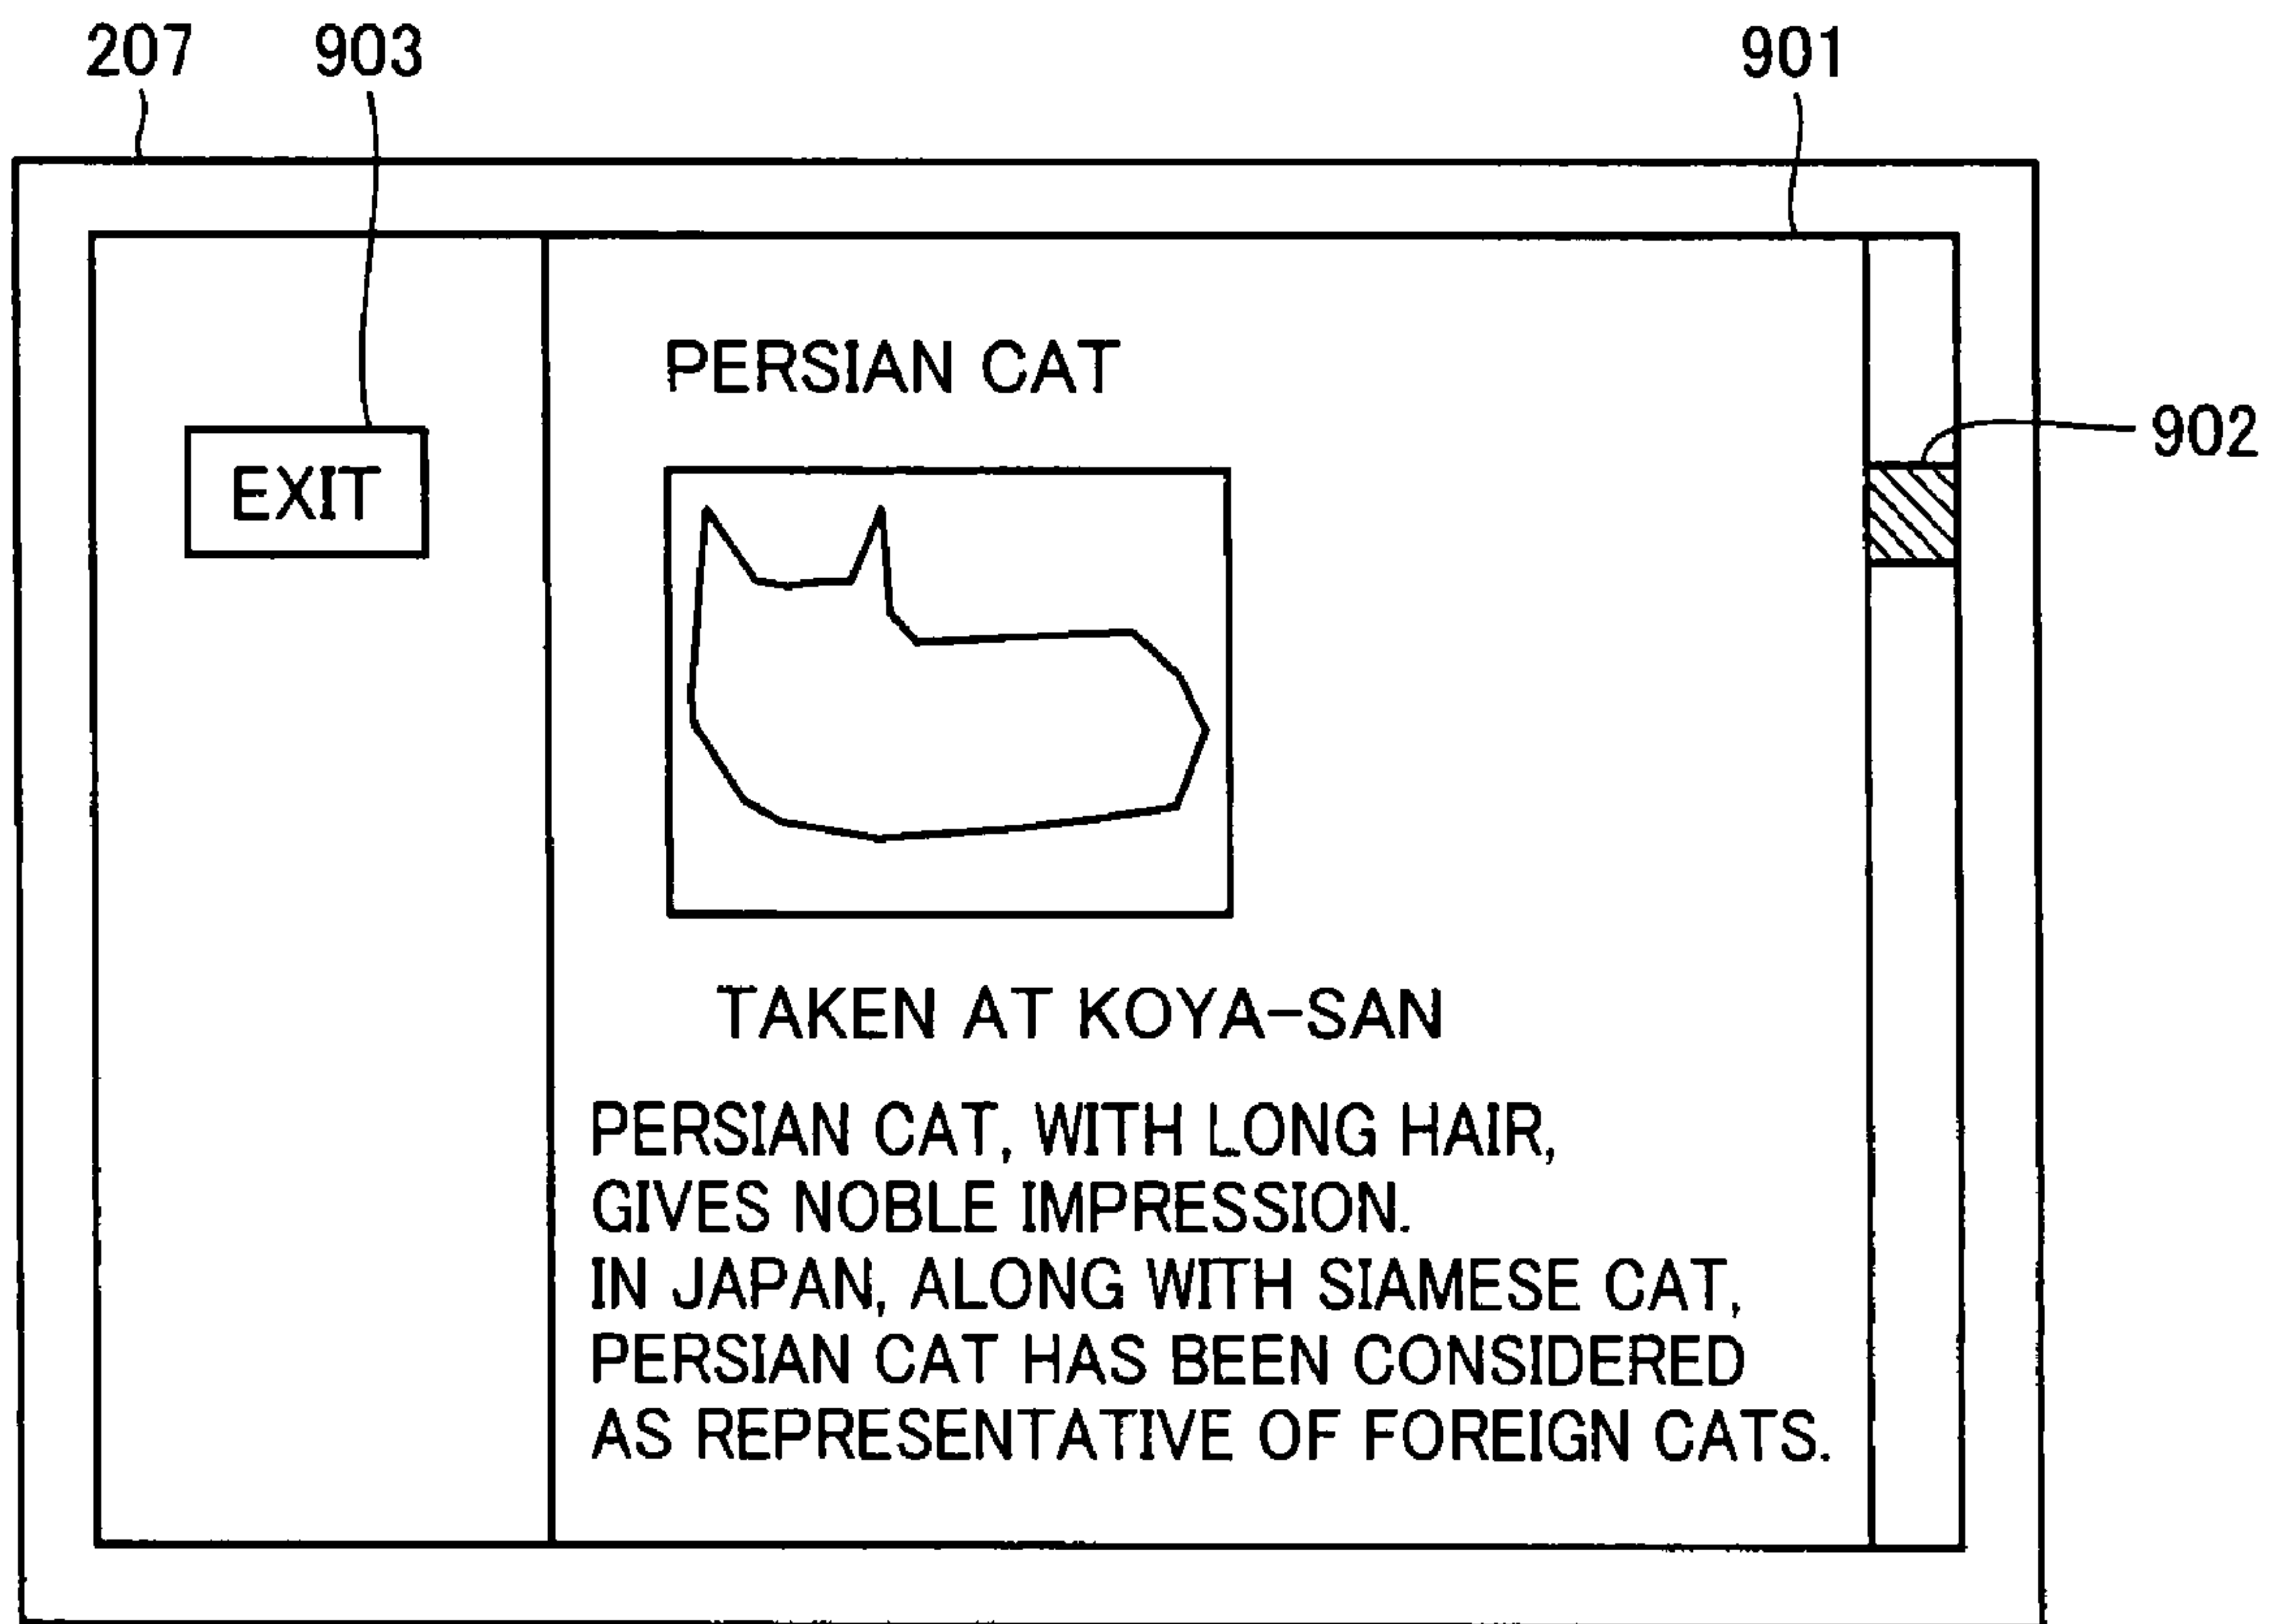 207 903 901
PERSIAN CAT
902
EXIT
TAKEN AT KOYA-SAN
PERSIAN CAT, WITH LONG HAIR,
GIVES NOBLE IMPRESSION.
IN JAPAN, ALONG WITH SIAMESE CAT,
PERSIAN CAT HAS BEEN CONSIDERED
AS REPRESENTATIVE OF FOREIGN CATS.